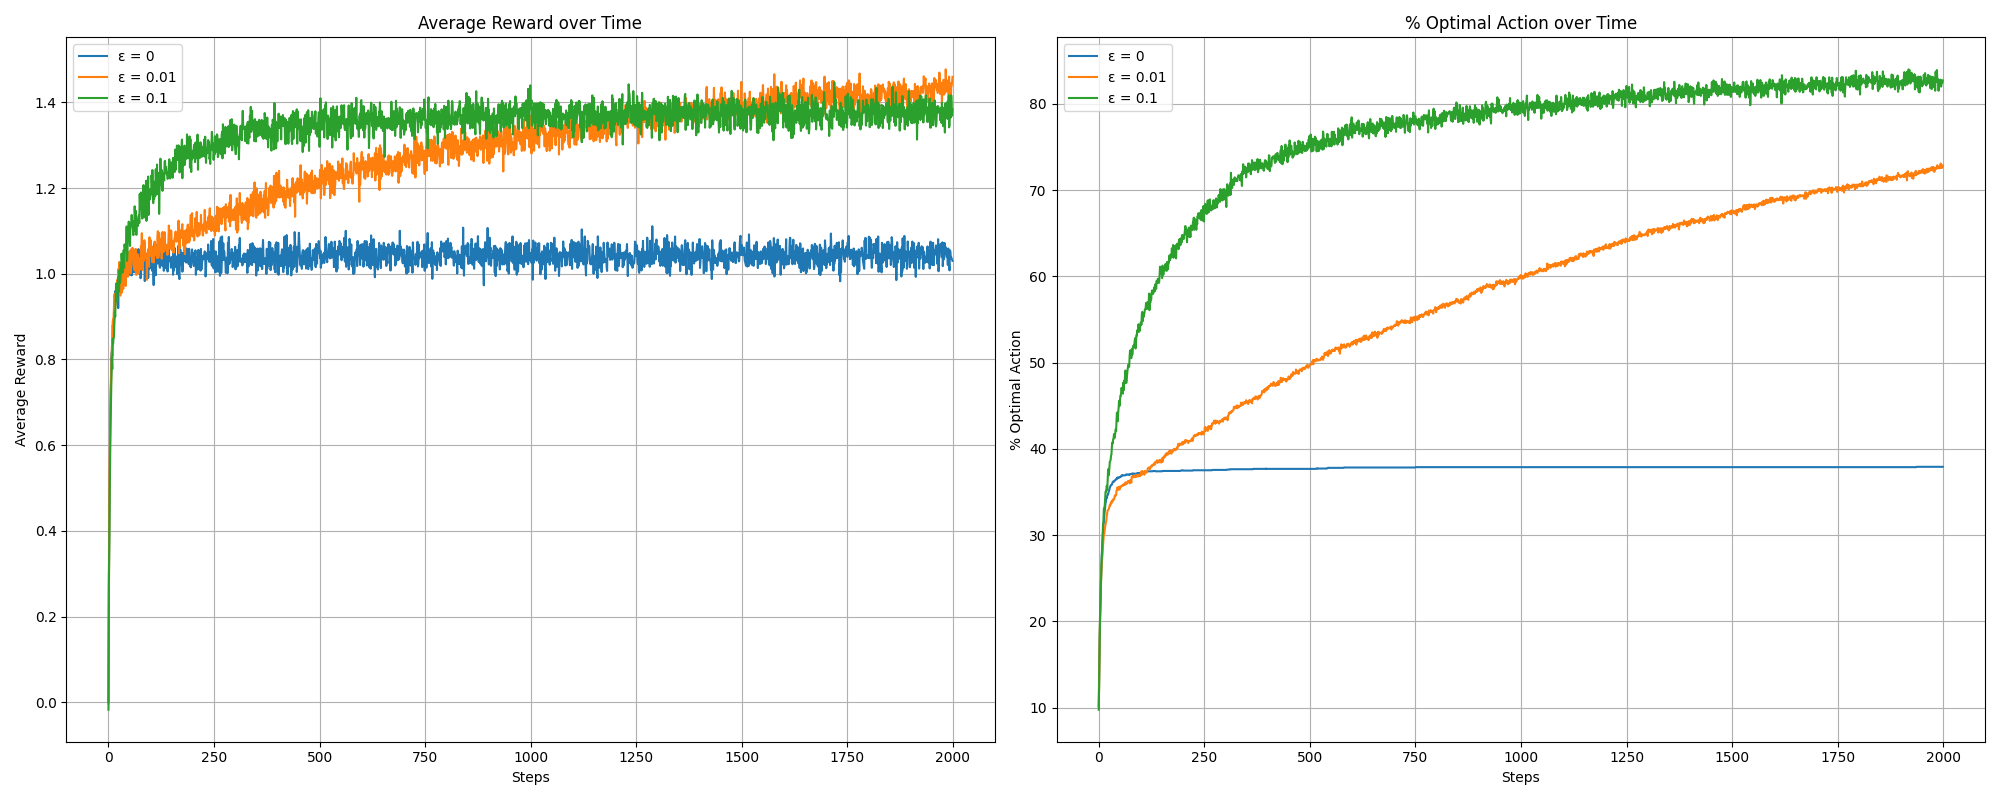 Average Reward over Time
ε = 0
ε = 0.01
ε = 0.1
Average Reward
1.4
1.2
1.0
0.8
0.6
0.4
0.2
0.0
0 250 500 750 1000 1250 1500 1750 2000
Steps
% Optimal Action over Time
ε = 0
ε = 0.01
ε = 0.1
% Optimal Action
80
70
60
50
40
30
20
10
0 250 500 750 1000 1250 1500 1750 2000
Steps